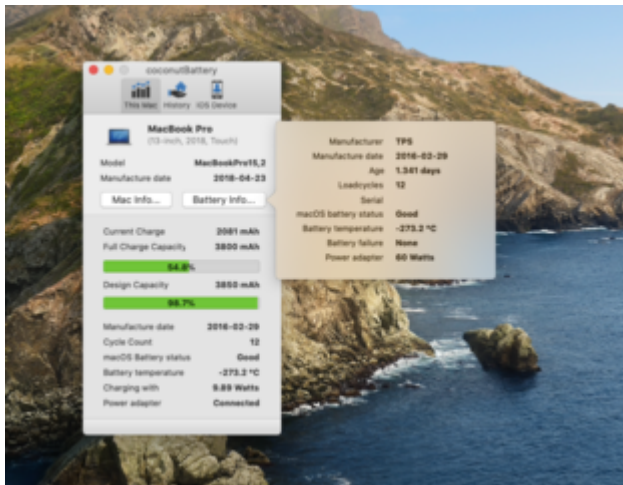 coconutBattery
This Mac History iOS Device
MacBook Pro
(13-inch, 2018, Touch)
Model MacBookPro15,2
Manufacture date 2018-04-23
Mac Info... Battery Info...
Current Charge 2081 mAh
Full Charge Capacity 3800 mAh
54.8%
Design Capacity 3850 mAh
98.7%
Manufacture date 2016-02-29
Cycle Count 12
macOS Battery status Good
Battery temperature -273.2 °C
Charging with 9.89 Watts
Power adapter Connected
Manufacturer TPS
Manufacture date 2016-02-29
Age 1.341 days
Loadcycles 12
Serial
macOS battery status Good
Battery temperature -273.2 °C
Battery failure None
Power adapter 60 Watts